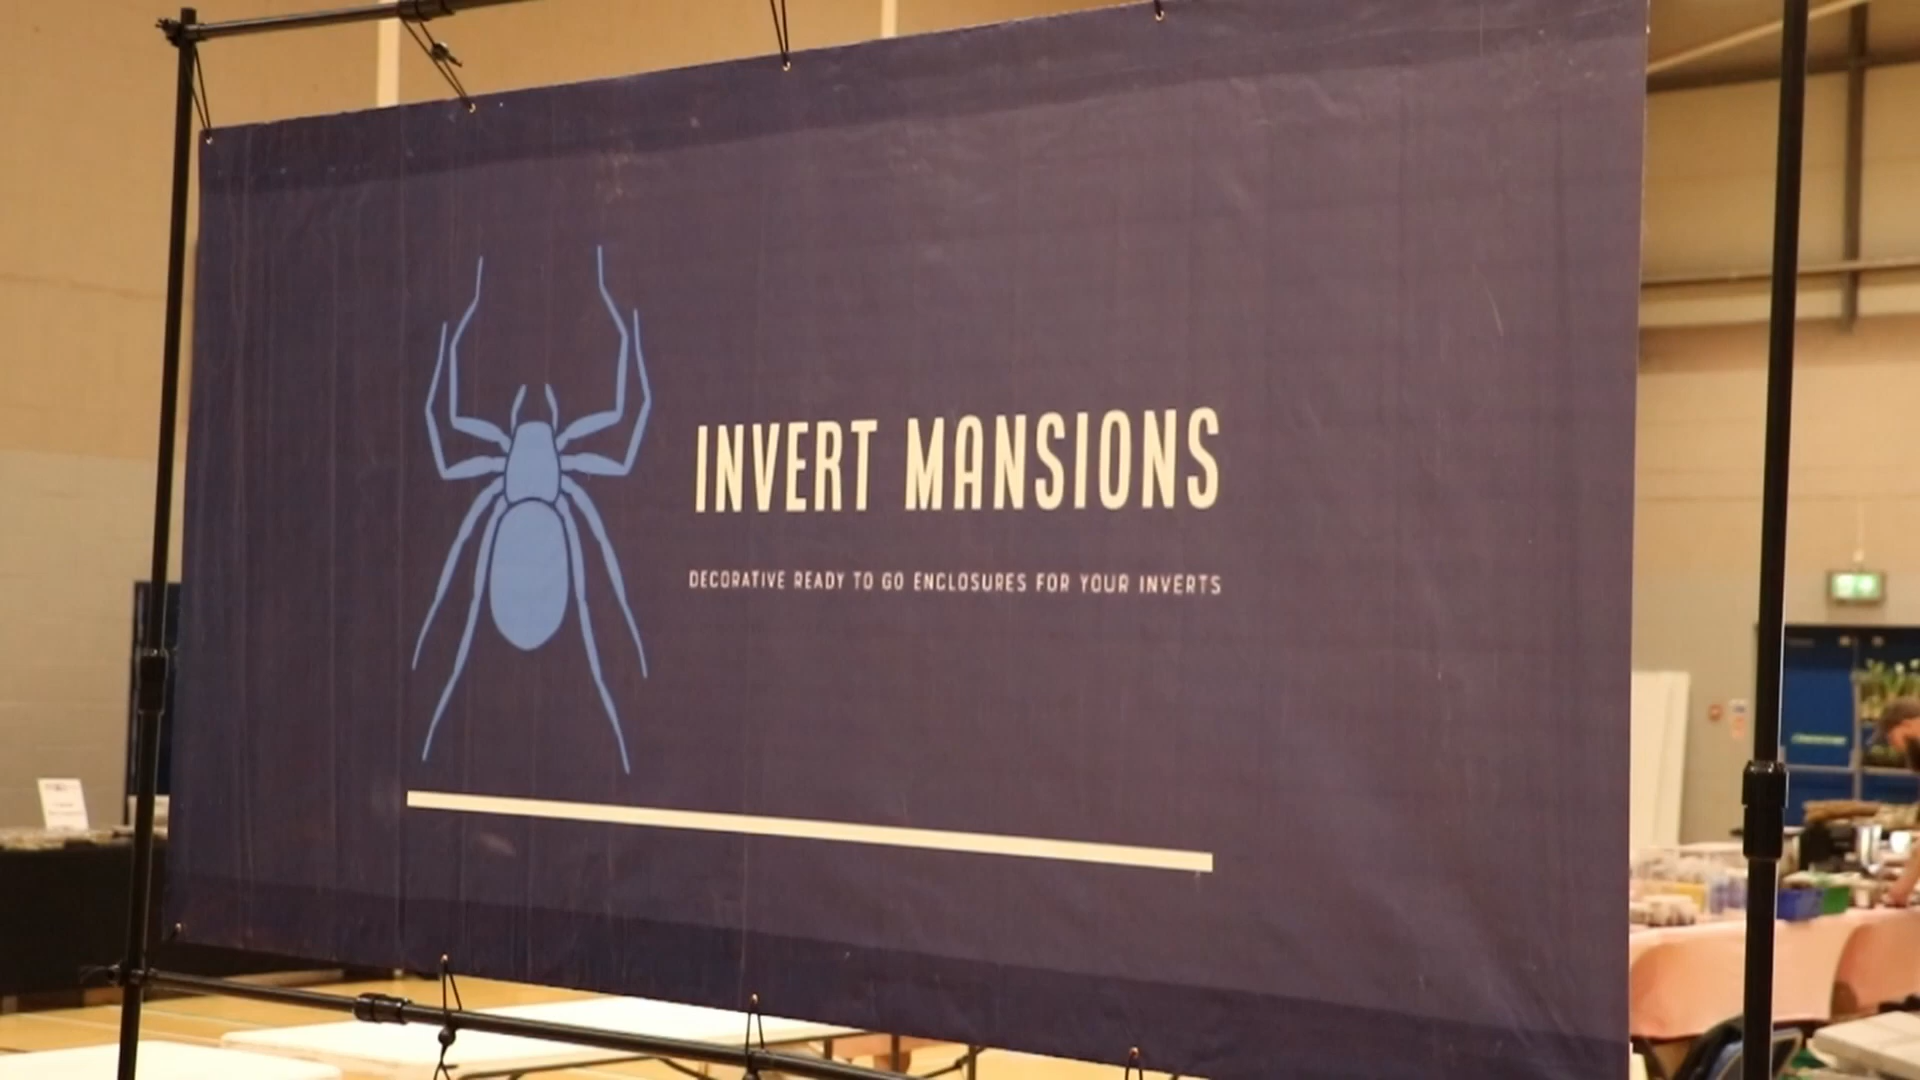 INVERT MANSIONS
DECORATIVE READY TO GO ENCLOSURES FOR YOUR INVERTS